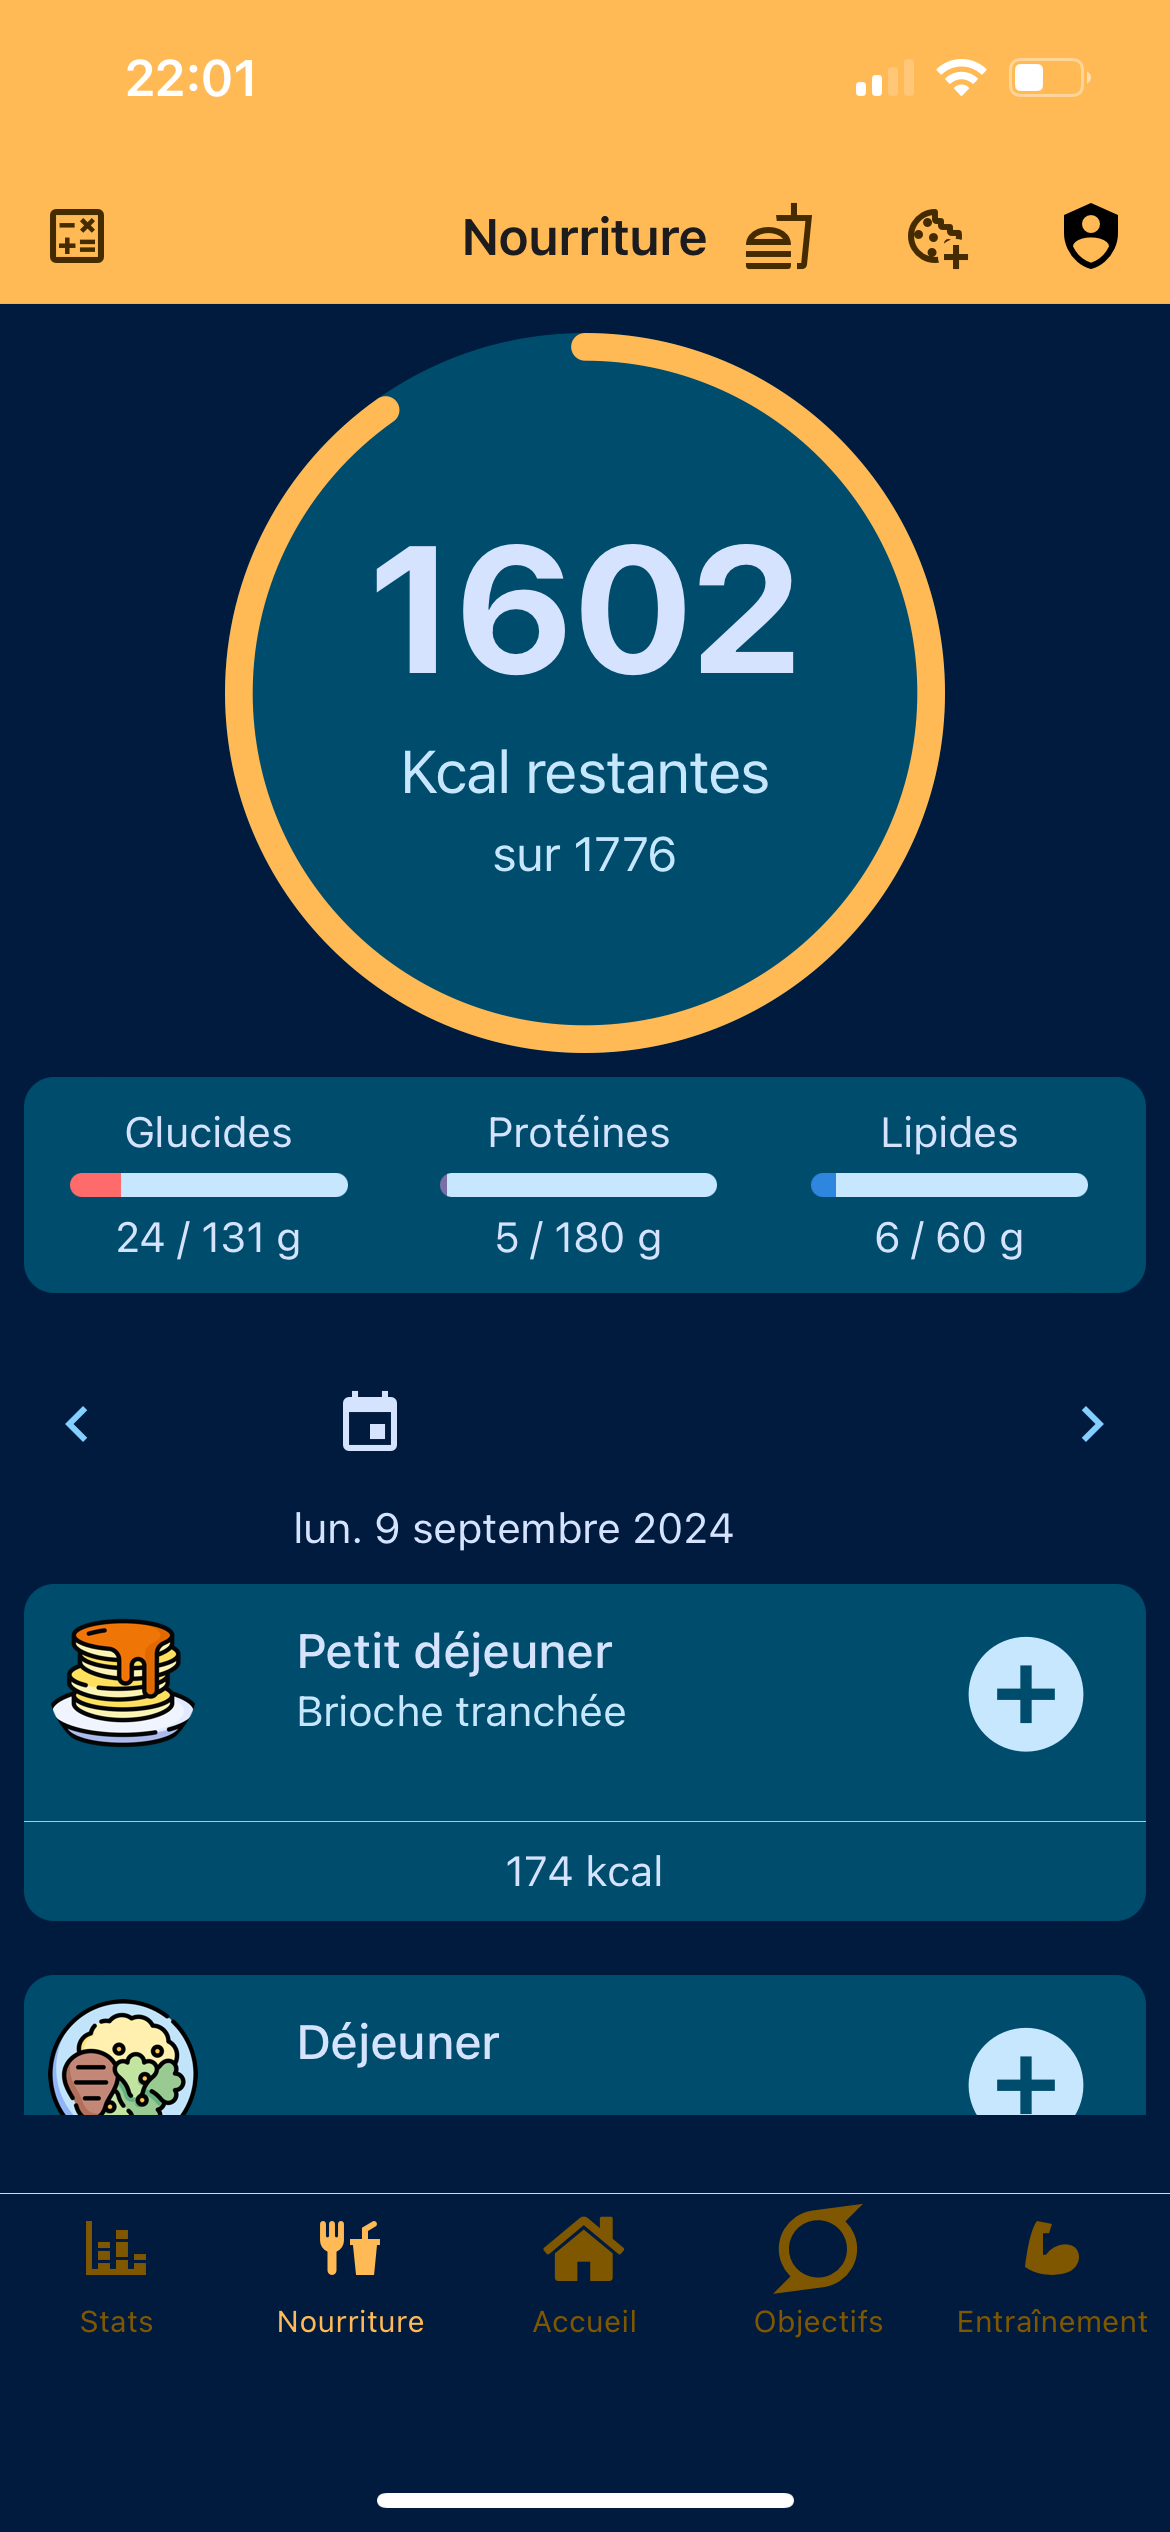 22:01
Nourriture
1602
Kcal restantes
sur 1776
Glucides Protéines Lipides
24 / 131 g 5 / 180 g 6 / 60 g
lun. 9 septembre 2024
Petit déjeuner
Brioche tranchée
174 kcal
Déjeuner
Stats Nourriture Accueil Objectifs Entraînement